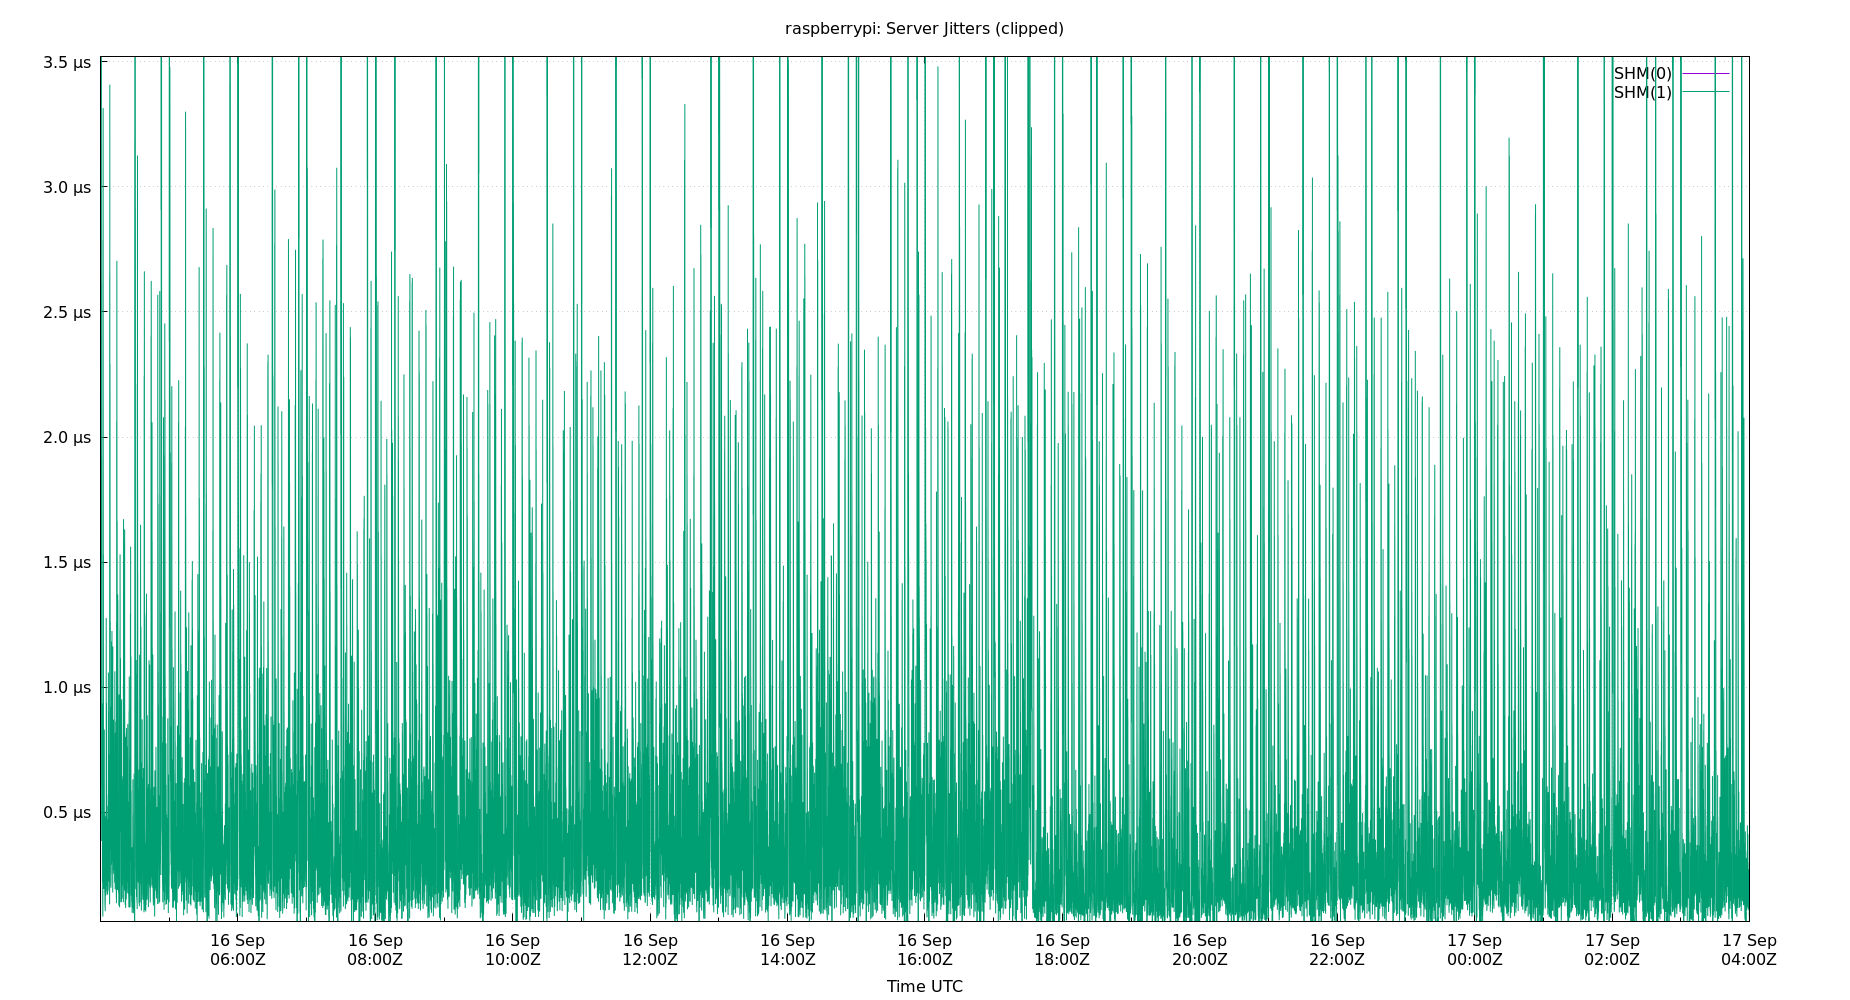 raspberrypi: Server Jitters (clipped)
3.5 µs
SHM(0)
SHM(1)
3.0 µs
2.5 µs
2.0 µs
1.5 µs
1.0 µs
0.5 µs
16 Sep 16 Sep 16 Sep 16 Sep 16 Sep 16 Sep 16 Sep 16 Sep 16 Sep 17 Sep 17 Sep 17 Sep
06:00Z 08:00Z 10:00Z 12:00Z 14:00Z 16:00Z 18:00Z 20:00Z 22:00Z 00:00Z 02:00Z 04:00Z
Time UTC